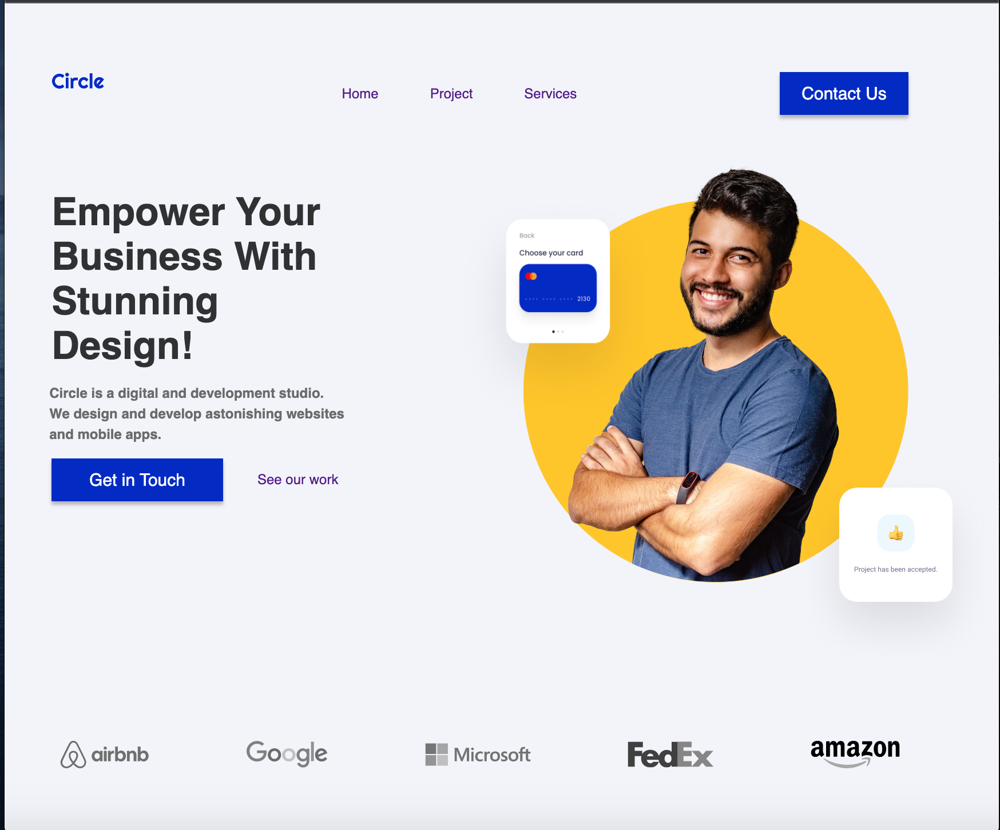 Circle
Home
Project
Services
Contact Us
Empower Your
Business With
Stunning
Design!
Circle is a digital and development studio.
We design and develop astonishing websites
and mobile apps.
Get in Touch
See our work
Back
Choose your card
2130
Project has been accepted.
airbnb
Google
Microsoft
FedEx
amazon